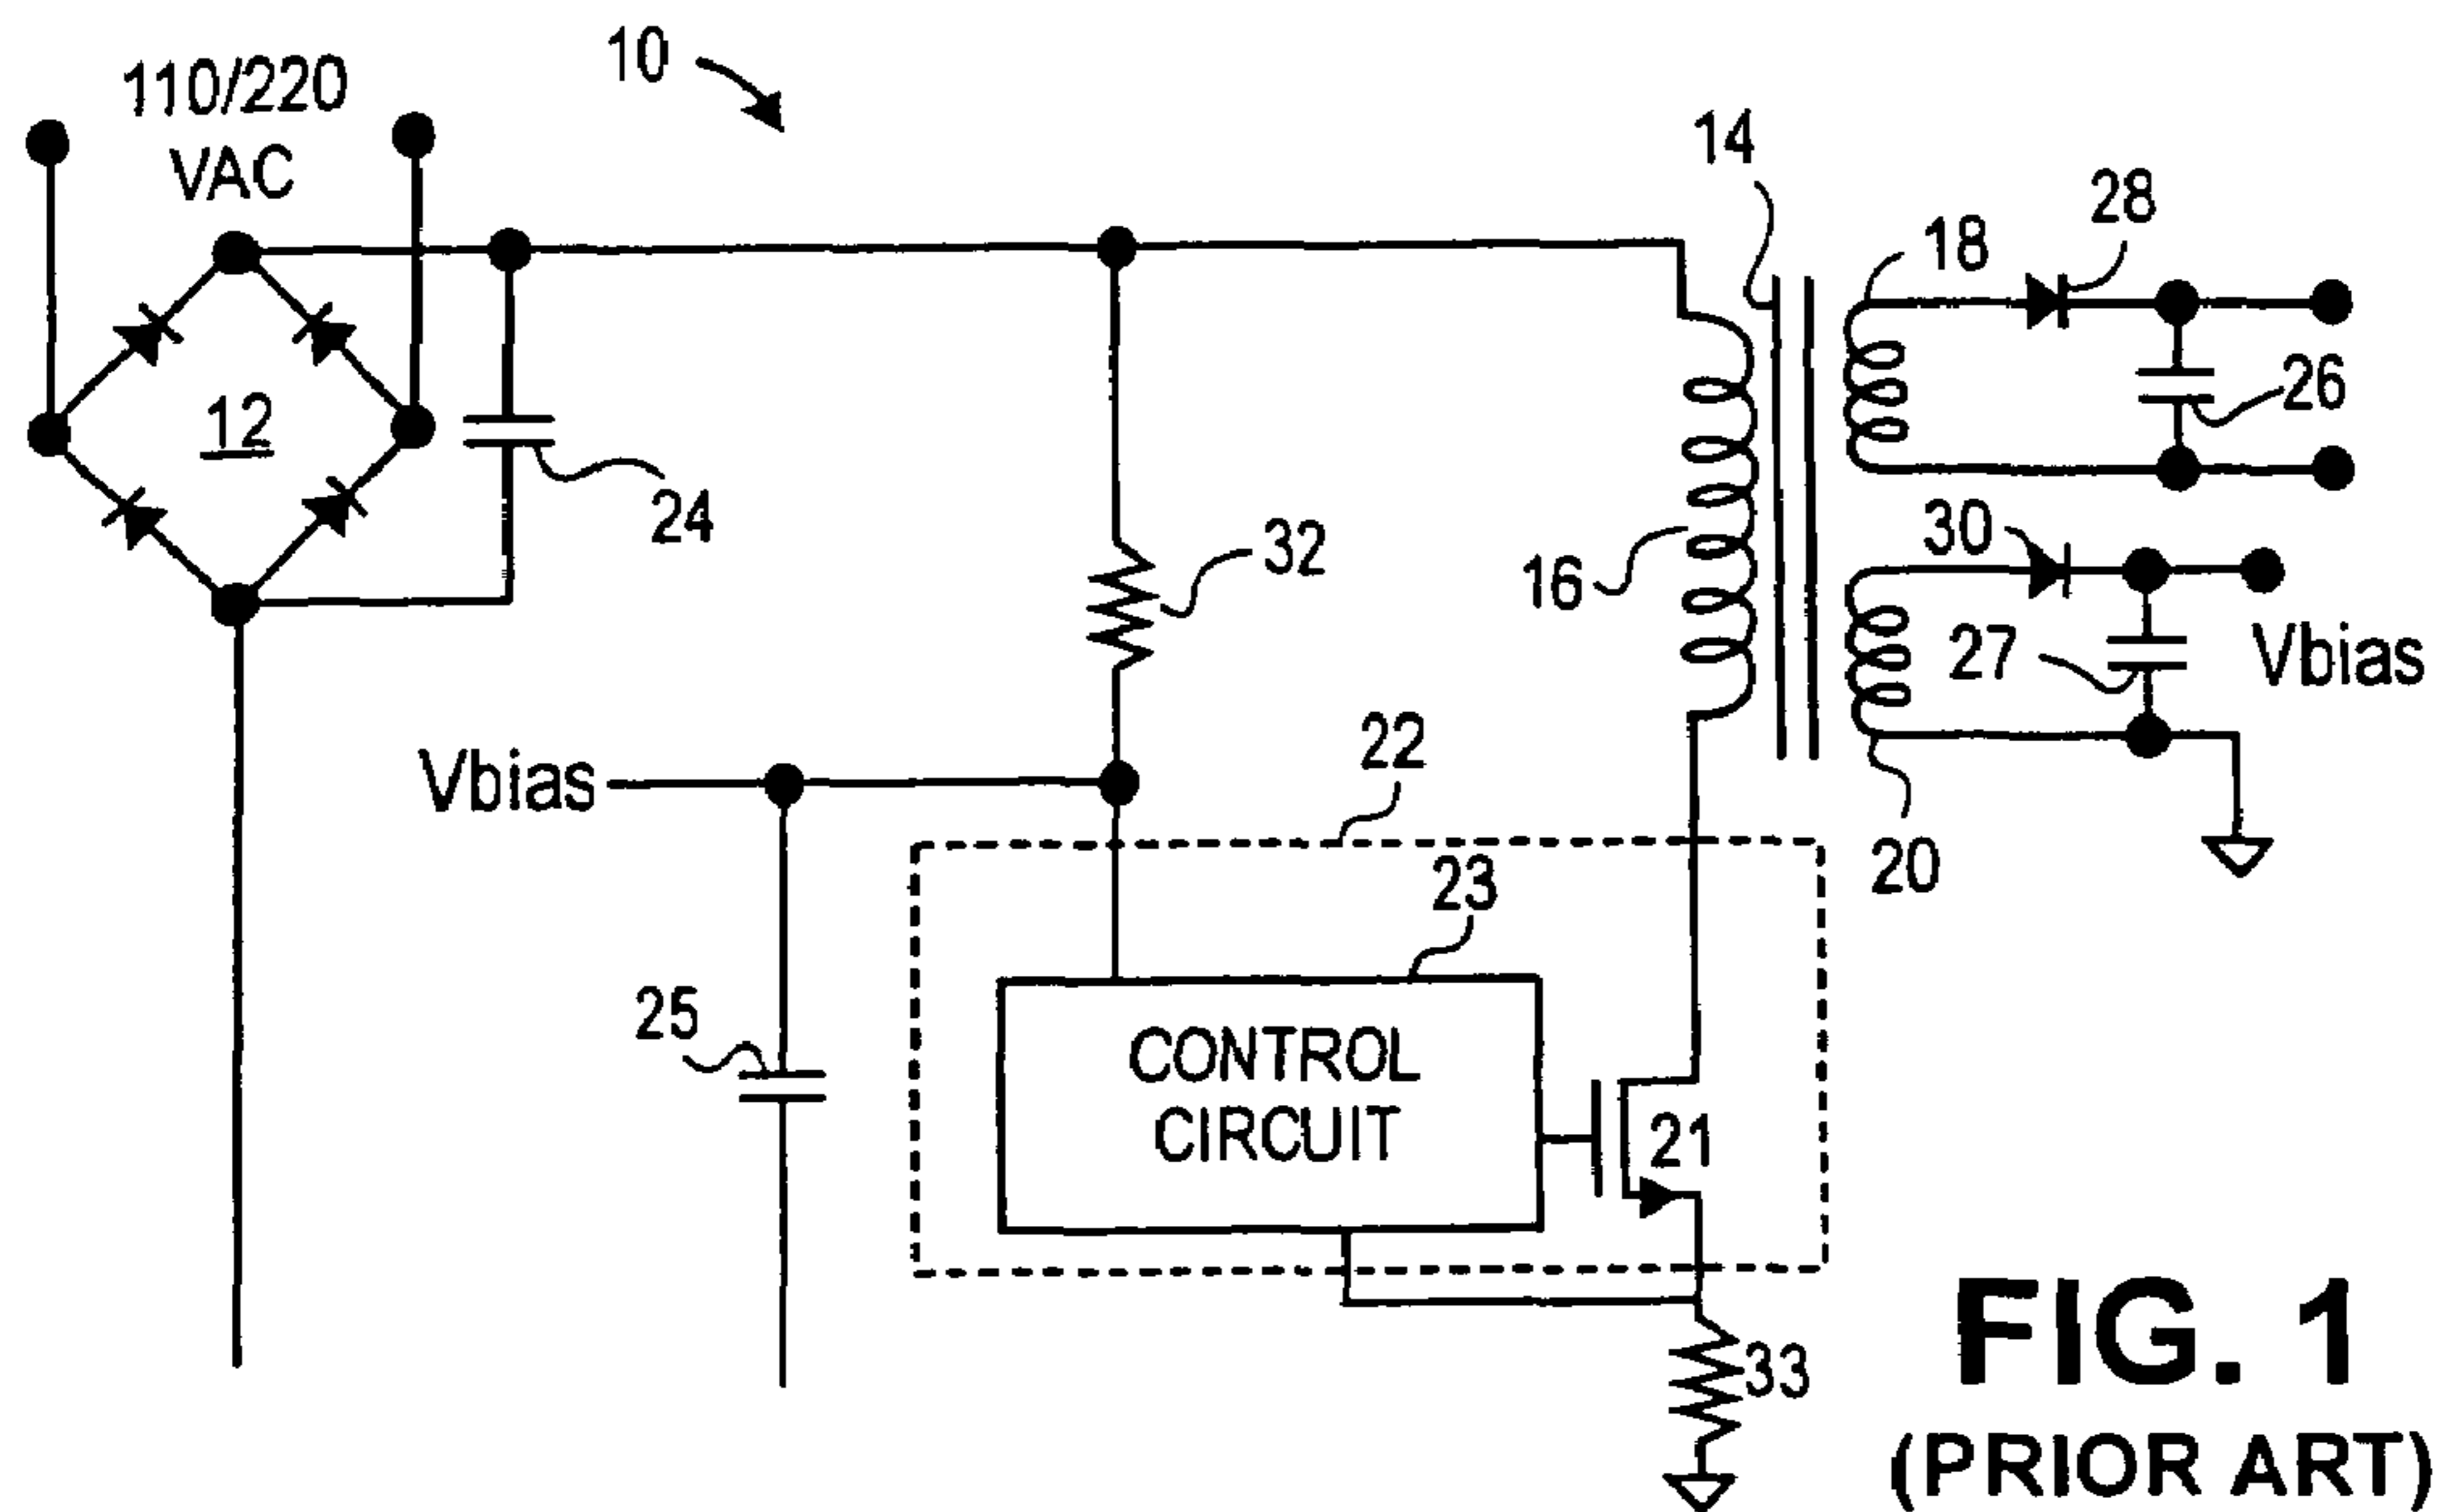 10
110/220
VAC
14
28
18
12
26
24
30
32
16
27
Vbias
22
Vbias
20
23
25
CONTROL
CIRCUIT
21
33
FIG. 1
(PRIOR ART)